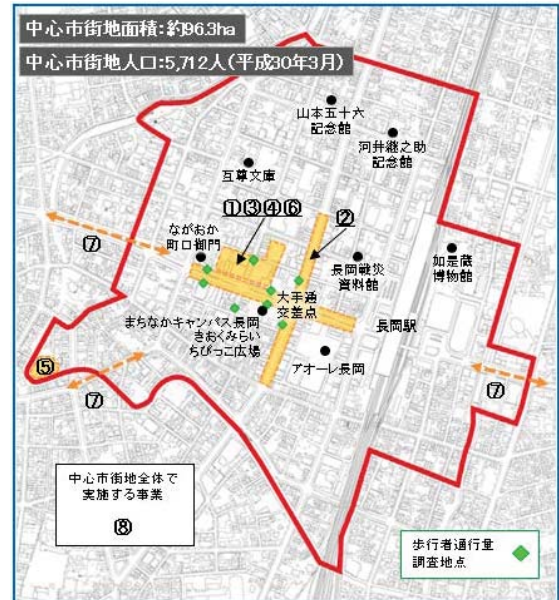 中心市街地面積:約96.3ha
中心市街地人口:5,712人(平成30年3月)
山本五十六
記念館
河井継之助
記念館
互尊文庫
①③④⑥
②
⑦
ながおか
町口御門
長岡戦災
資料館
如是蔵
博物館
大手通
交差点
まちなかキャンパス長岡
きおくみらい
ちびっこ広場
長岡駅
アオーレ長岡
⑤
⑦
⑦
中心市街地全体で
実施する事業
⑧
歩行者通行量
調査地点